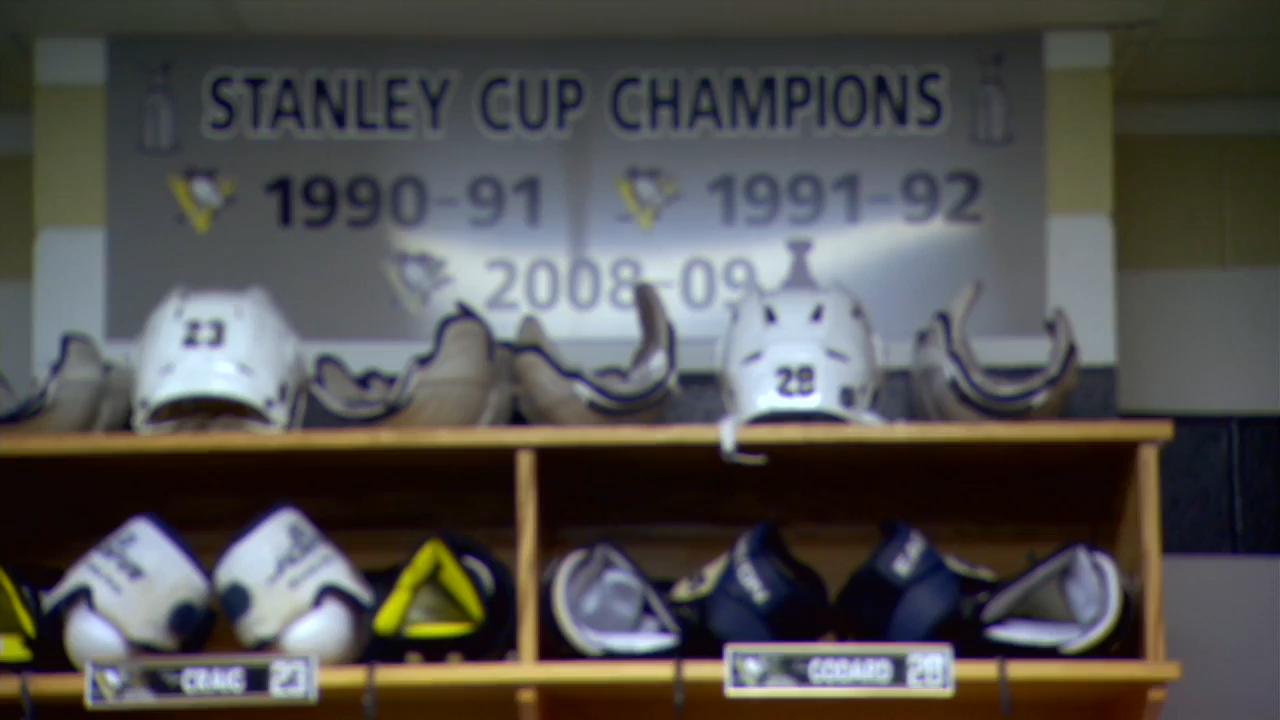 STANLEY CUP CHAMPIONS
1990-91 1991-92
2008-09
23
28
CRAIG 23
GODARD 28